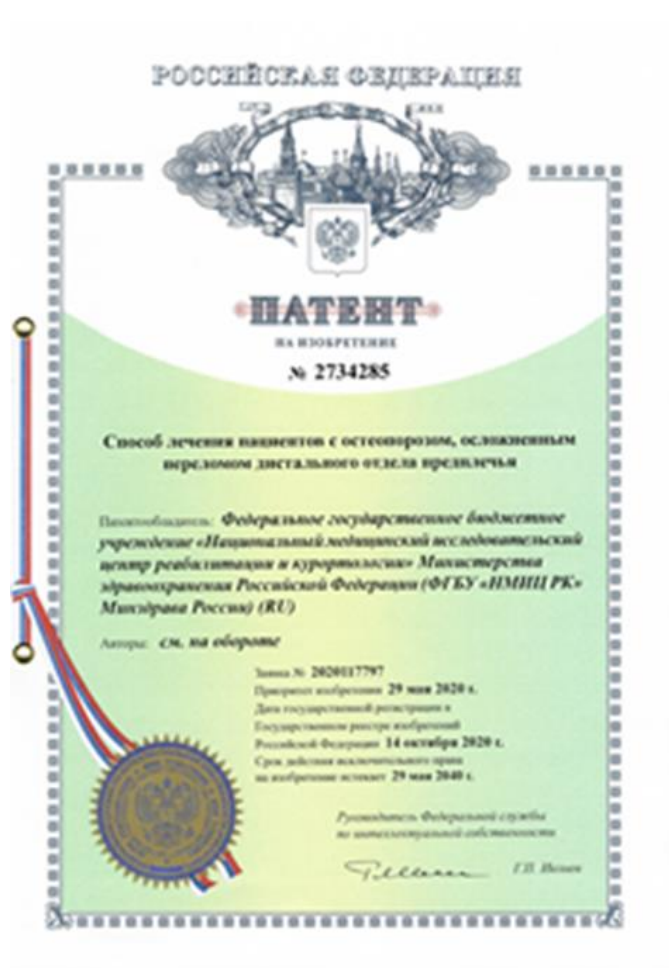 РОССИЙСКАЯ ФЕДЕРАЦИЯ
ПАТЕНТ
НА ИЗОБРЕТЕНИЕ
№ 2734285
Способ лечения пациентов с остеопорозом, осложненным
переломом дистального отдела предплечья
Патентообладатель: Федеральное государственное бюджетное
учреждение «Национальный медицинский исследовательский
центр реабилитации и курортологии» Министерства
здравоохранения Российской Федерации (ФГБУ «НМИЦ РК»
Минздрава России) (RU)
Авторы: см. на обороте
Заявка № 2020117797
Приоритет изобретения 29 мая 2020 г.
Дата государственной регистрации в
Государственном реестре изобретений
Российской Федерации 14 октября 2020 г.
Срок действия исключительного права
на изобретение истекает 29 мая 2040 г.
Руководитель Федеральной службы
по интеллектуальной собственности
Г.П. Ивлиев